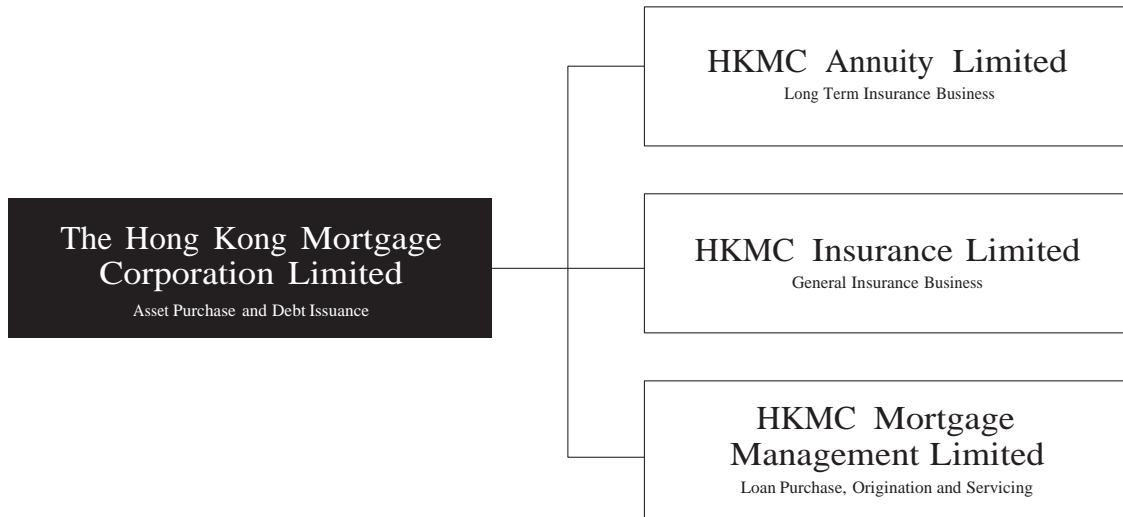 The Hong Kong Mortgage
Corporation Limited
Asset Purchase and Debt Issuance
HKMC Annuity Limited
Long Term Insurance Business
HKMC Insurance Limited
General Insurance Business
HKMC Mortgage
Management Limited
Loan Purchase, Origination and Servicing